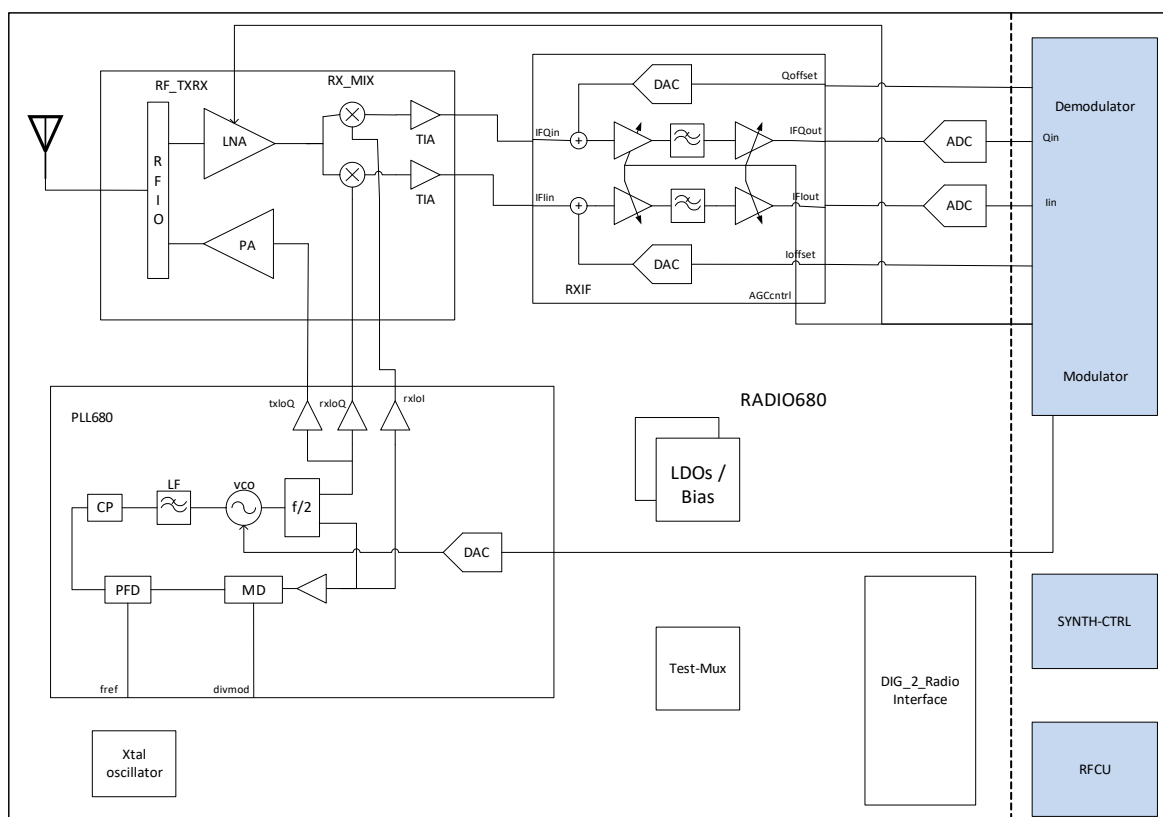 RF_TXRX
RX_MIX
DAC
Qoffset
Demodulator
LNA
TIA
IFQin
IFQout
ADC
Qin
R
F
I
O
TIA
IFIin
IFIout
ADC
Iin
PA
DAC
Ioffset
RXIF
AGCcntrl
Modulator
PLL680
txloQ
rxloQ
rxloI
RADIO680
LDOs /
Bias
LF
vco
CP
f/2
DAC
PFD
MD
SYNTH-CTRL
Test-Mux
DIG_2_Radio
Interface
fref
divmod
Xtal
oscillator
RFCU